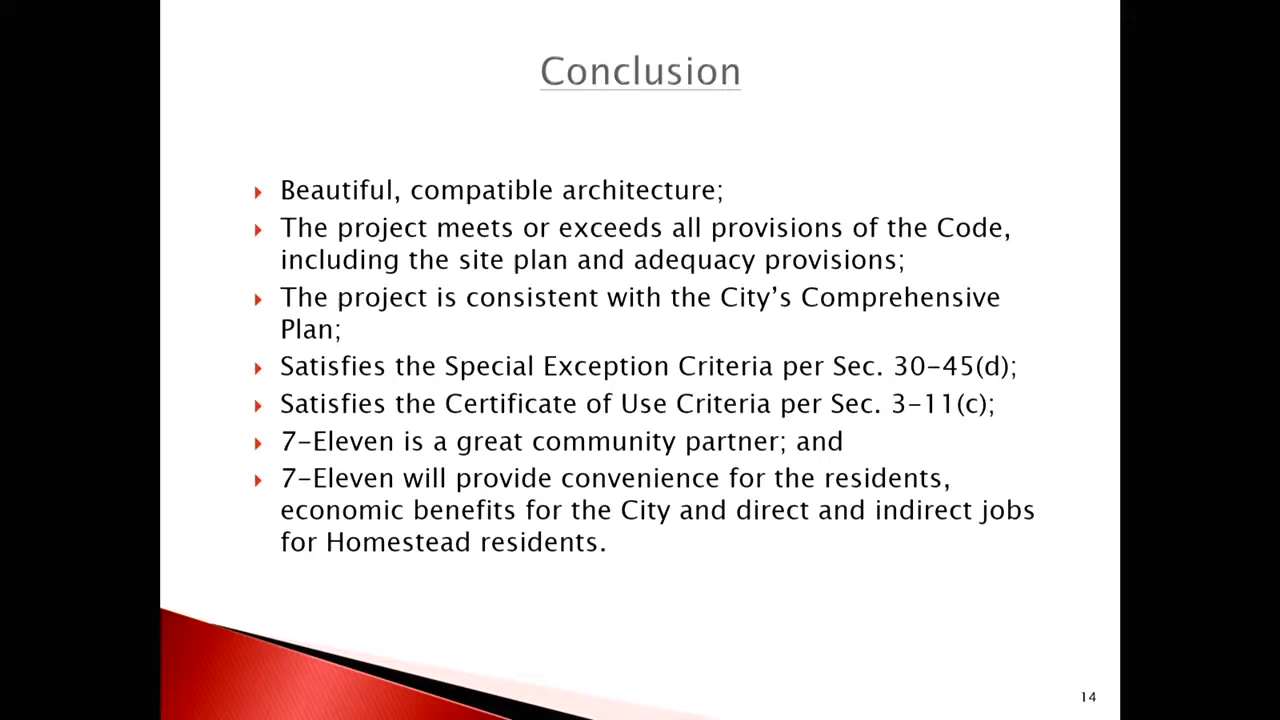 Conclusion
Beautiful, compatible architecture;
The project meets or exceeds all provisions of the Code,
including the site plan and adequacy provisions;
The project is consistent with the City’s Comprehensive
Plan;
Satisfies the Special Exception Criteria per Sec. 30-45(d);
Satisfies the Certificate of Use Criteria per Sec. 3-11(c);
7-Eleven is a great community partner; and
7-Eleven will provide convenience for the residents,
economic benefits for the City and direct and indirect jobs
for Homestead residents.
14